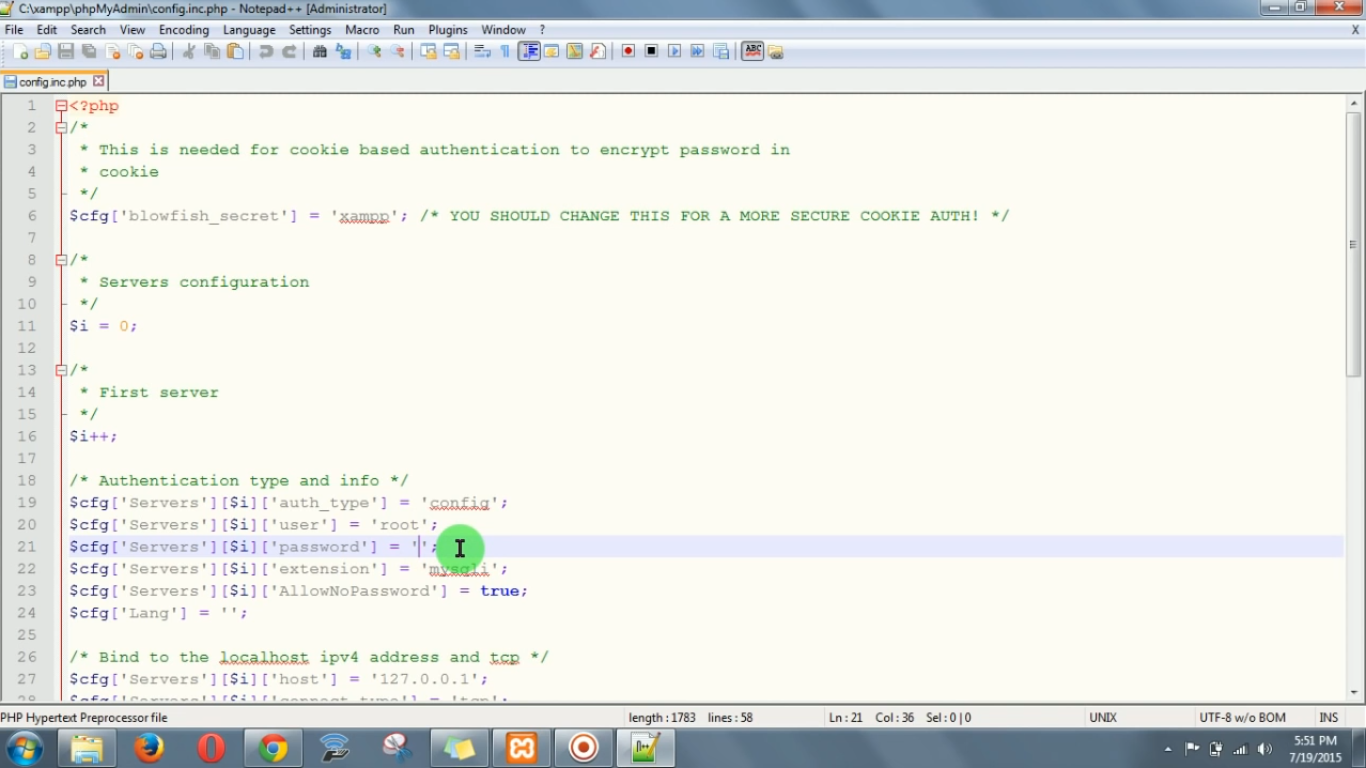 C:\xampp\phpMyAdmin\config.inc.php - Notepad++ [Administrator]
File Edit Search View Encoding Language Settings Macro Run Plugins Window ? X
ABC
config.inc.php
1 <?php
2 /*
3 * This is needed for cookie based authentication to encrypt password in
4 * cookie
5 */
6 $cfg['blowfish_secret'] = 'xampp'; /* YOU SHOULD CHANGE THIS FOR A MORE SECURE COOKIE AUTH! */
7
8 /*
9 * Servers configuration
10 */
11 $i = 0;
12
13 /*
14 * First server
15 */
16 $i++;
17
18 /* Authentication type and info */
19 $cfg['Servers'][$i]['auth_type'] = 'config';
20 $cfg['Servers'][$i]['user'] = 'root';
21 $cfg['Servers'][$i]['password'] = '';
22 $cfg['Servers'][$i]['extension'] = 'mysqli';
23 $cfg['Servers'][$i]['AllowNoPassword'] = true;
24 $cfg['Lang'] = '';
25
26 /* Bind to the localhost ipv4 address and tcp */
27 $cfg['Servers'][$i]['host'] = '127.0.0.1';
28 $cfg['Servers'][$i]['connect_type'] = 'tcp';
PHP Hypertext Preprocessor file length : 1783 lines : 58 Ln : 21 Col : 36 Sel : 0 | 0 UNIX UTF-8 w/o BOM INS
5:51 PM
7/19/2015